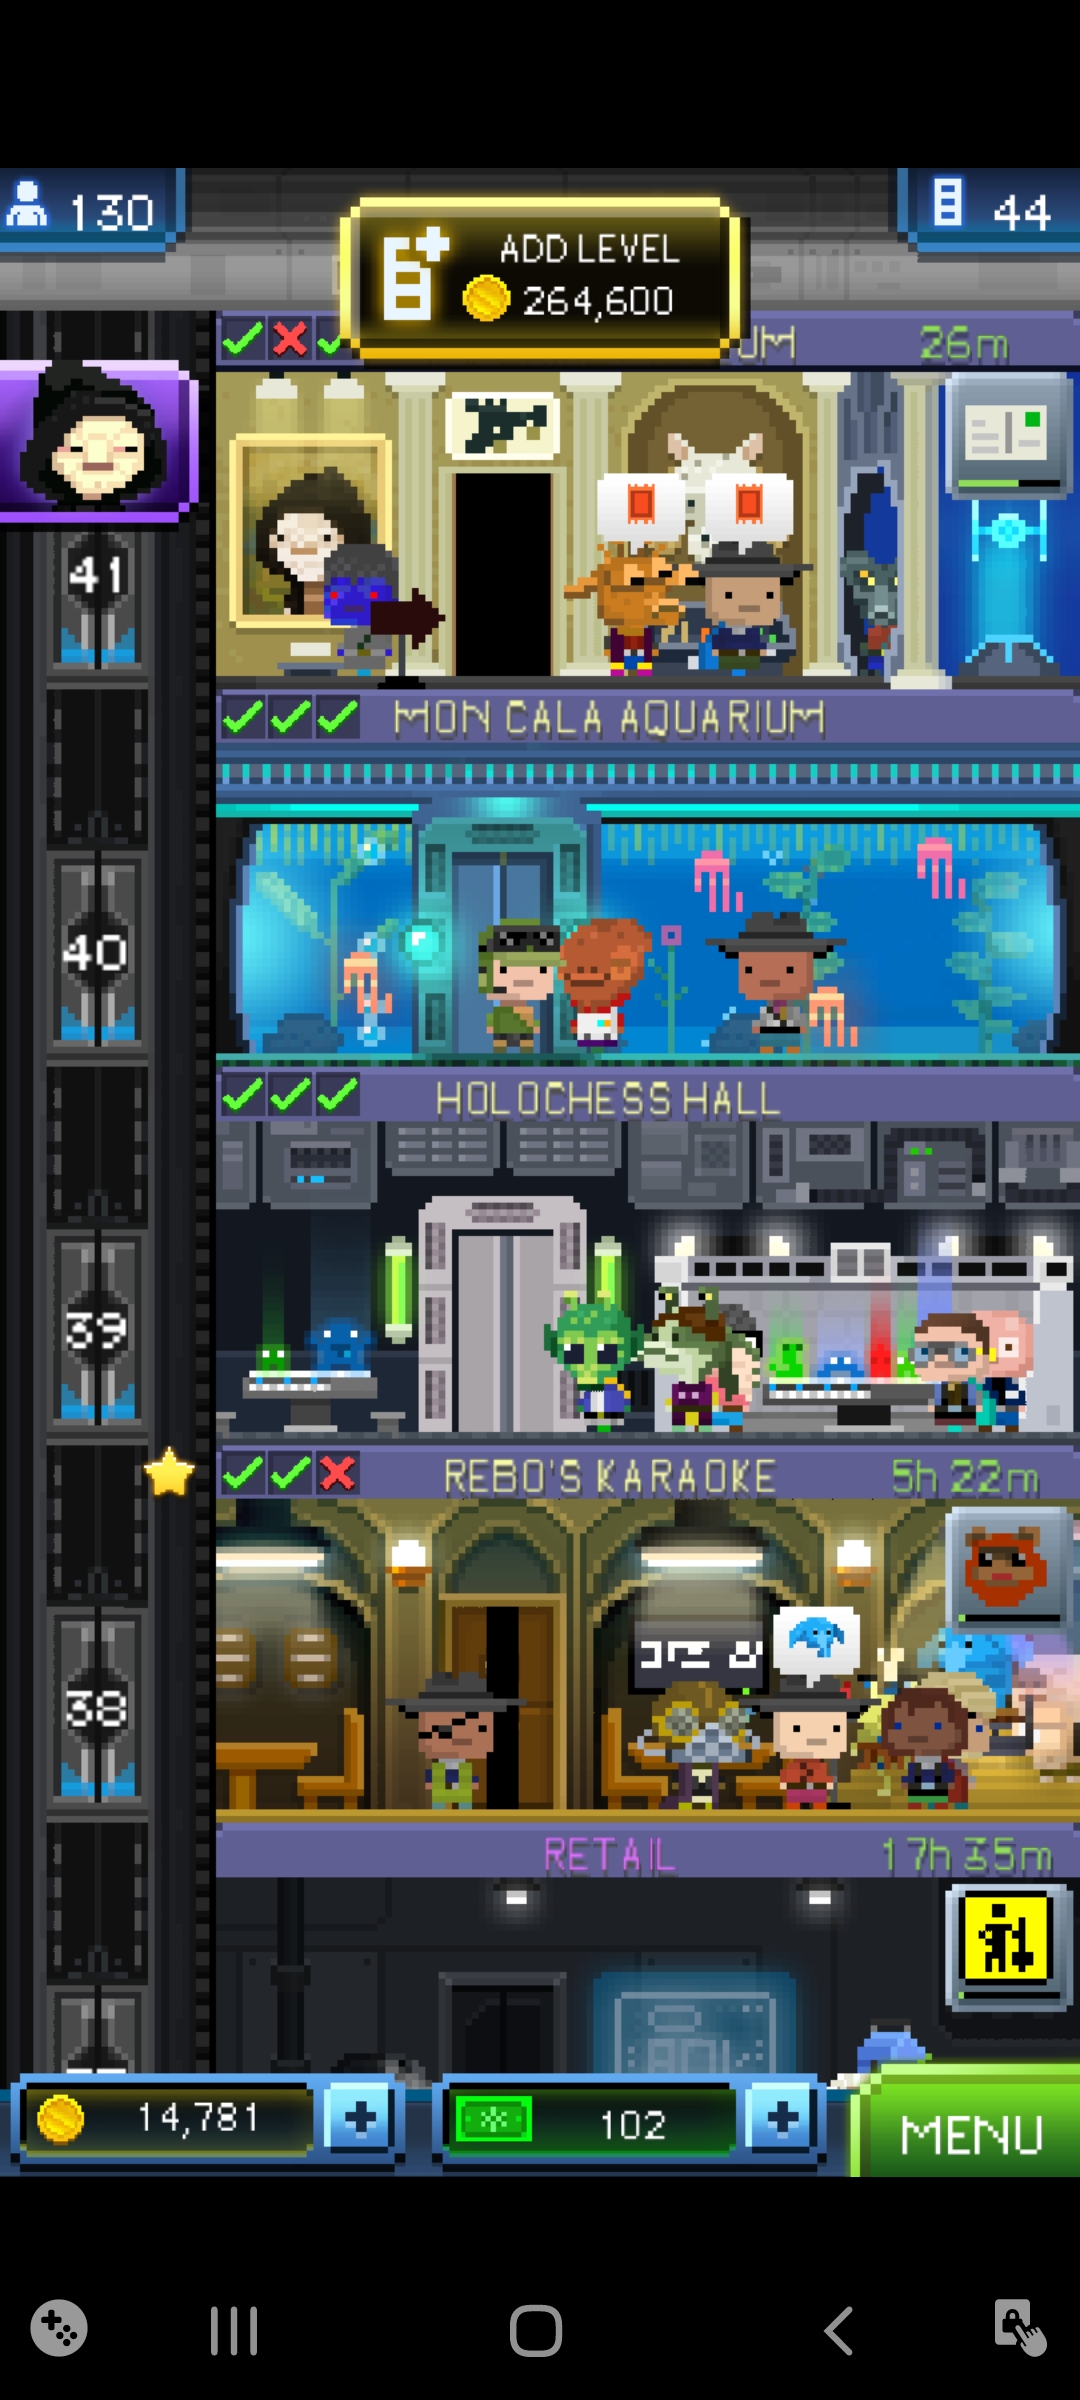 130
44
ADD LEVEL
264,600
UM
26m
41
MON CALA AQUARIUM
40
HOLOCHESS HALL
39
REBO'S KARAOKE
5h 22m
38
RETAIL
17h 35m
14,781
102
MENU